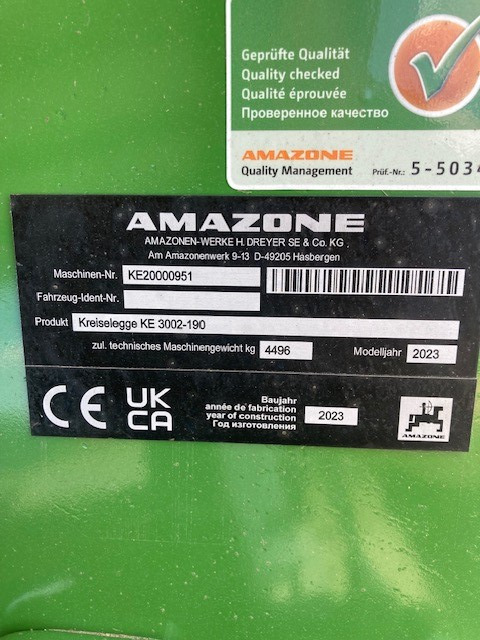 Geprüfte Qualität
Quality checked
Qualité éprouvée
Проверенное качество
AMAZONE
Quality Management Prüf.-Nr.: 5-5034
AMAZONE
AMAZONEN-WERKE H. DREYER SE & Co. KG
Am Amazonenwerk 9-13 D-49205 Hasbergen
Maschinen-Nr. KE20000951
Fahrzeug-Ident-Nr.
Produkt Kreiselegge KE 3002-190
zul. technisches Maschinengewicht kg 4496 Modelljahr 2023
CE UK CA
Baujahr
année de fabrication
year of construction 2023
Год изготовления
AMAZONE